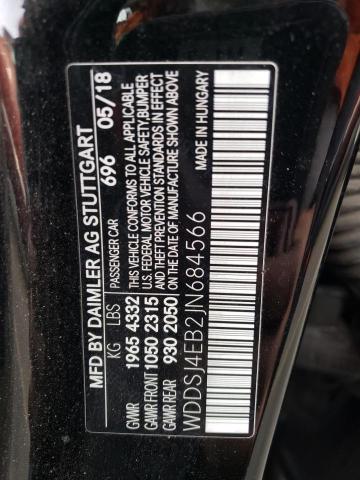 MFD BY DAIMLER AG STUTTGART
KG LBS PASSENGER CAR 696 05/18
GVWR 1965 4332 THIS VEHICLE CONFORMS TO ALL APPLICABLE
GAWR FRONT 1050 2315 U.S. FEDERAL MOTOR VEHICLE SAFETY,BUMPER
GAWR REAR 930 2050 AND THEFT PREVENTION STANDARDS IN EFFECT
ON THE DATE OF MANUFACTURE SHOWN ABOVE
WDDSJ4EB2JN684566 MADE IN HUNGARY